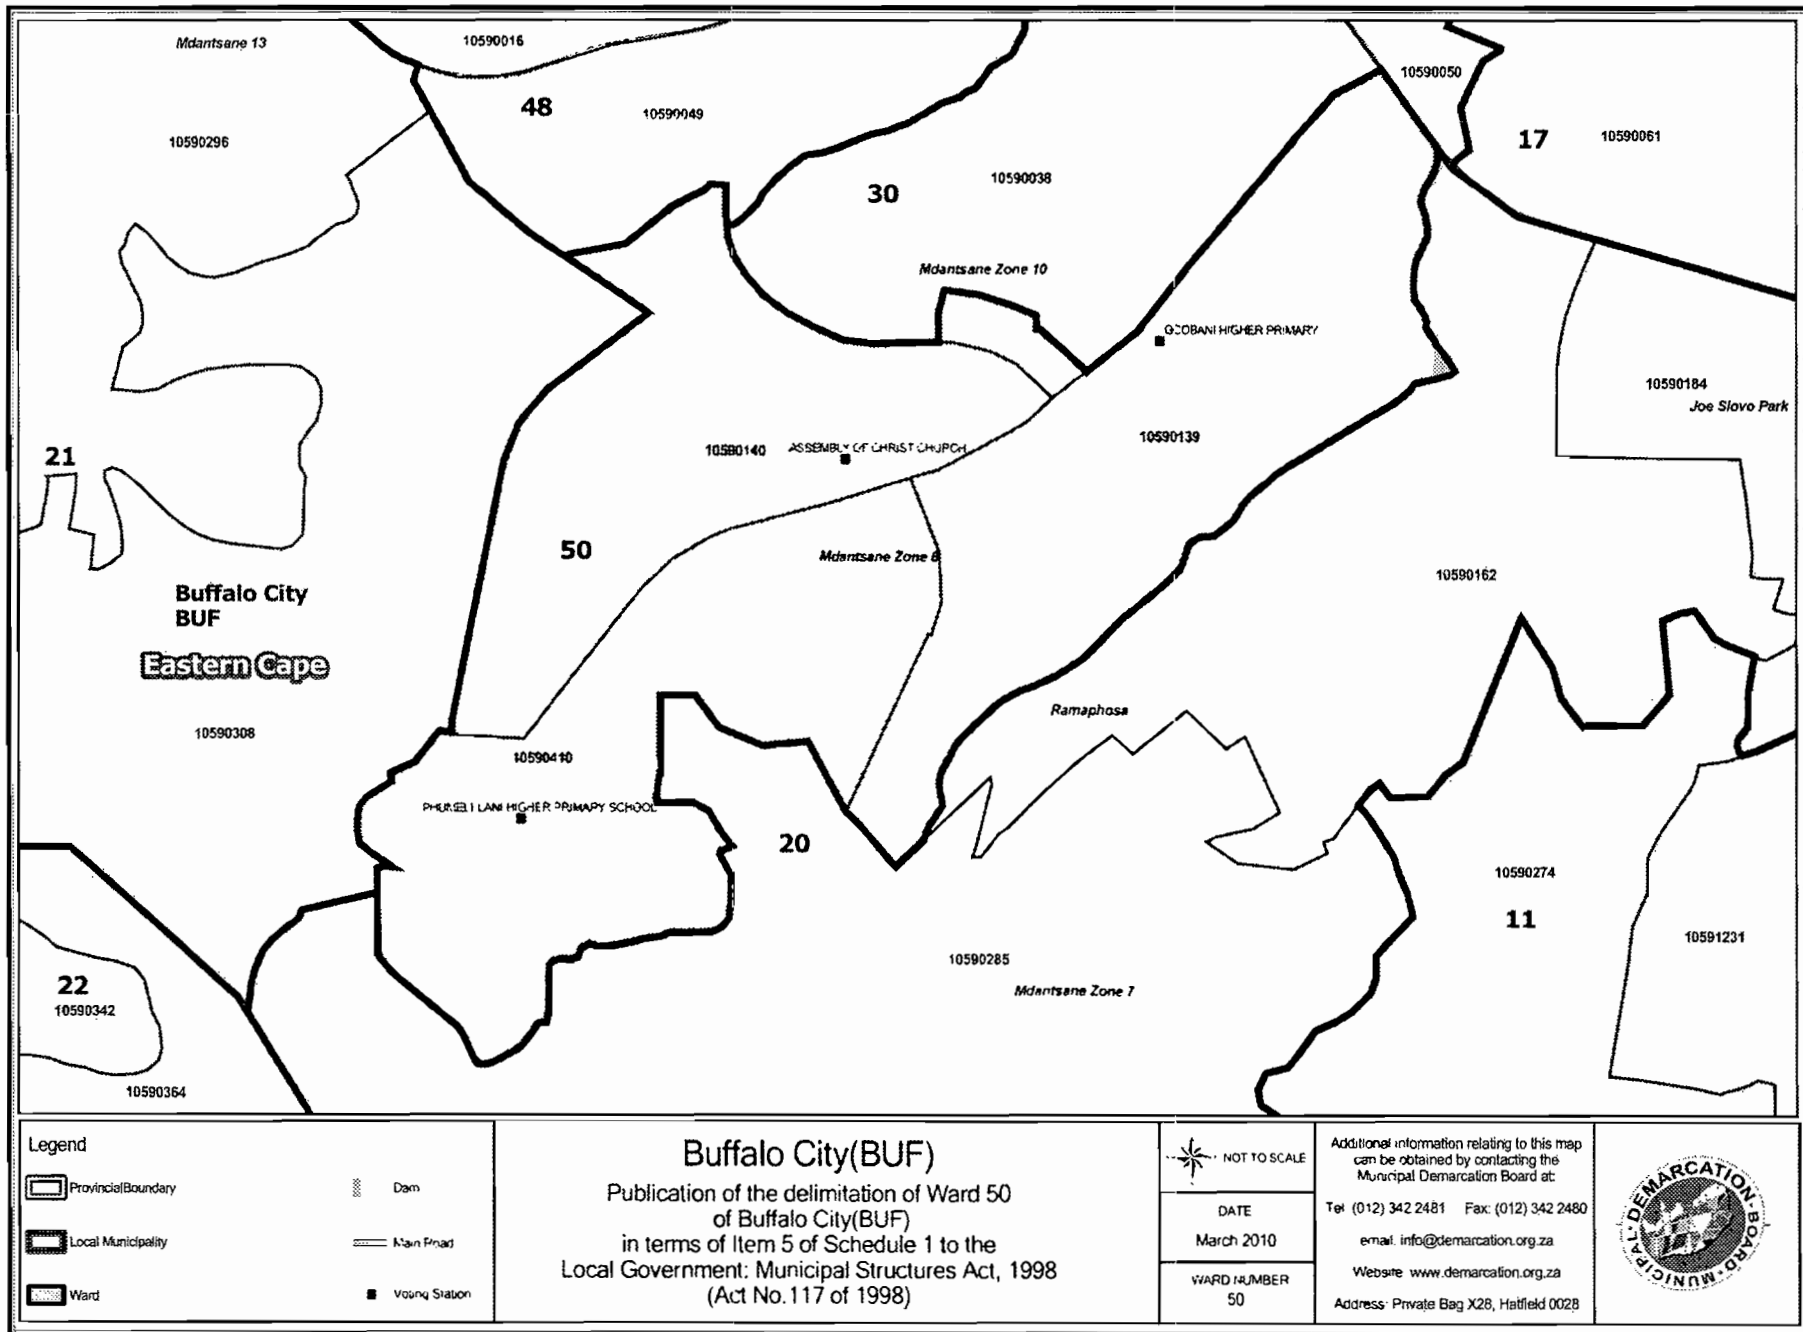 Mdantsane 13
10590016
10590050
48
10590049
17
10590061
10590296
30
10590038
Mdantsane Zone 10
GCOBANI HIGHER PRIMARY
10590184
Joe Slovo Park
21
10590140
ASSEMBLY OF CHRIST CHURCH
10590139
50
Mdantsane Zone 8
10590162
Buffalo City
BUF
Eastern Cape
10590308
Ramaphosa
10590410
HIGHER PRIMARY SCHOOL
20
10590274
11
10591231
22
10590342
10590285
Mdantsane Zone 7
10590364
Legend
ProvincialBoundary
Dam
Local Municipality
Main Road
Ward
Voting Station
Buffalo City(BUF)
Publication of the delimitation of Ward 50
of Buffalo City(BUF)
in terms of Item 5 of Schedule 1 to the
Local Government: Municipal Structures Act, 1998
(Act No.117 of 1998)
NOT TO SCALE
DATE
March 2010
WARD NUMBER
50
Additional information relating to this map
can be obtained by contacting the
Municipal Demarcation Board at:
Tel (012) 342 2481 Fax: (012) 342 2480
email. info@demarcation.org.za
Website www.demarcation.org.za
Address: Private Bag X28, Hatfield 0028
MUNICIPAL DEMARCATION BOARD